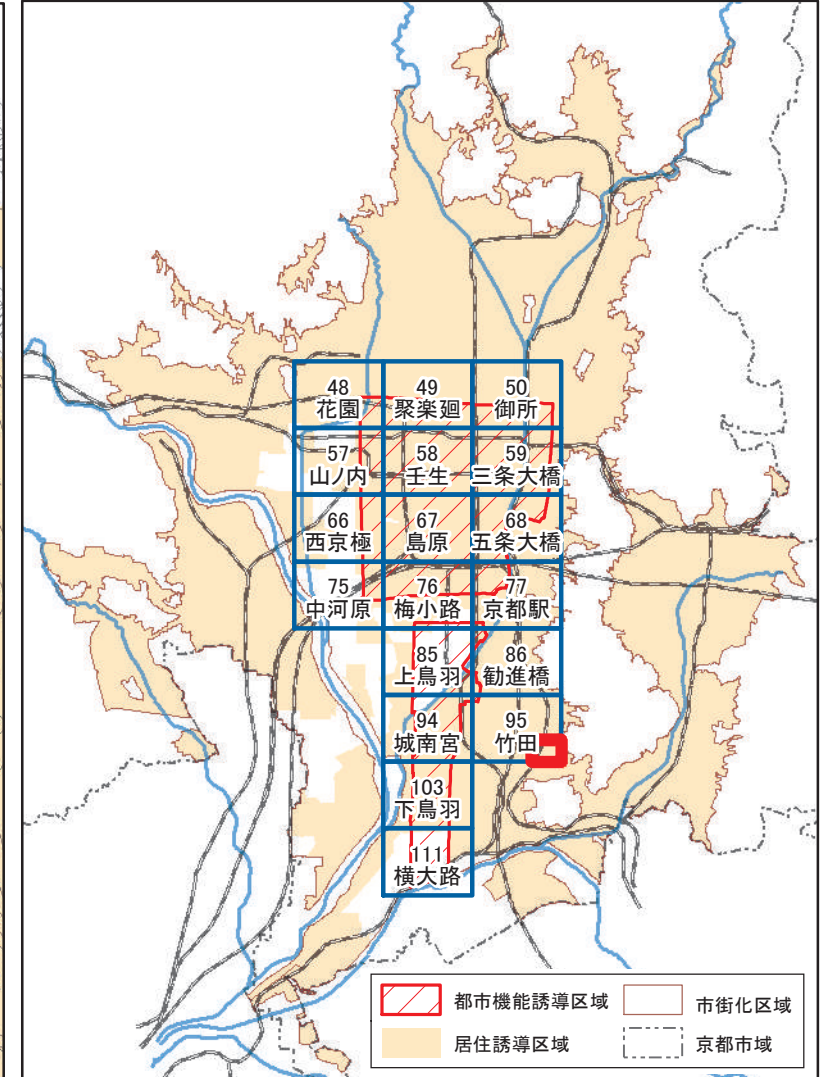 48
花園
49
聚楽廻
50
御所
57
山ノ内
58
壬生
59
三条大橋
66
西京極
67
島原
68
五条大橋
75
中河原
76
梅小路
77
京都駅
85
上鳥羽
86
勧進橋
94
城南宮
95
竹田
103
下鳥羽
111
横大路
都市機能誘導区域
市街化区域
居住誘導区域
京都市域